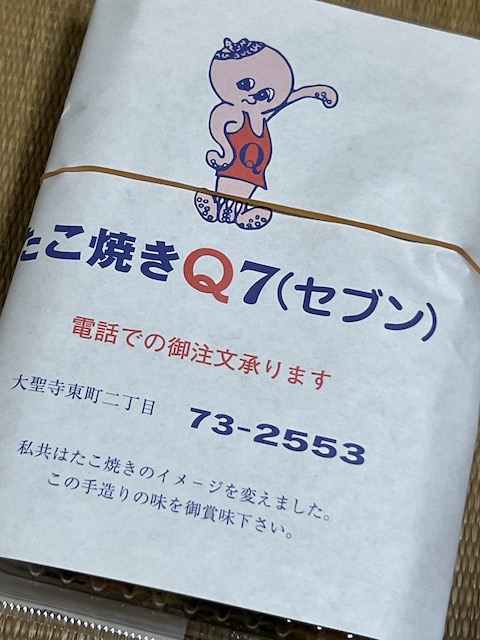 たこ焼きQ7(セブン)
電話での御注文承ります
大聖寺東町二丁目 73-2553
私共はたこ焼きのイメージを変えました。
この手造りの味を御賞味下さい。
Q